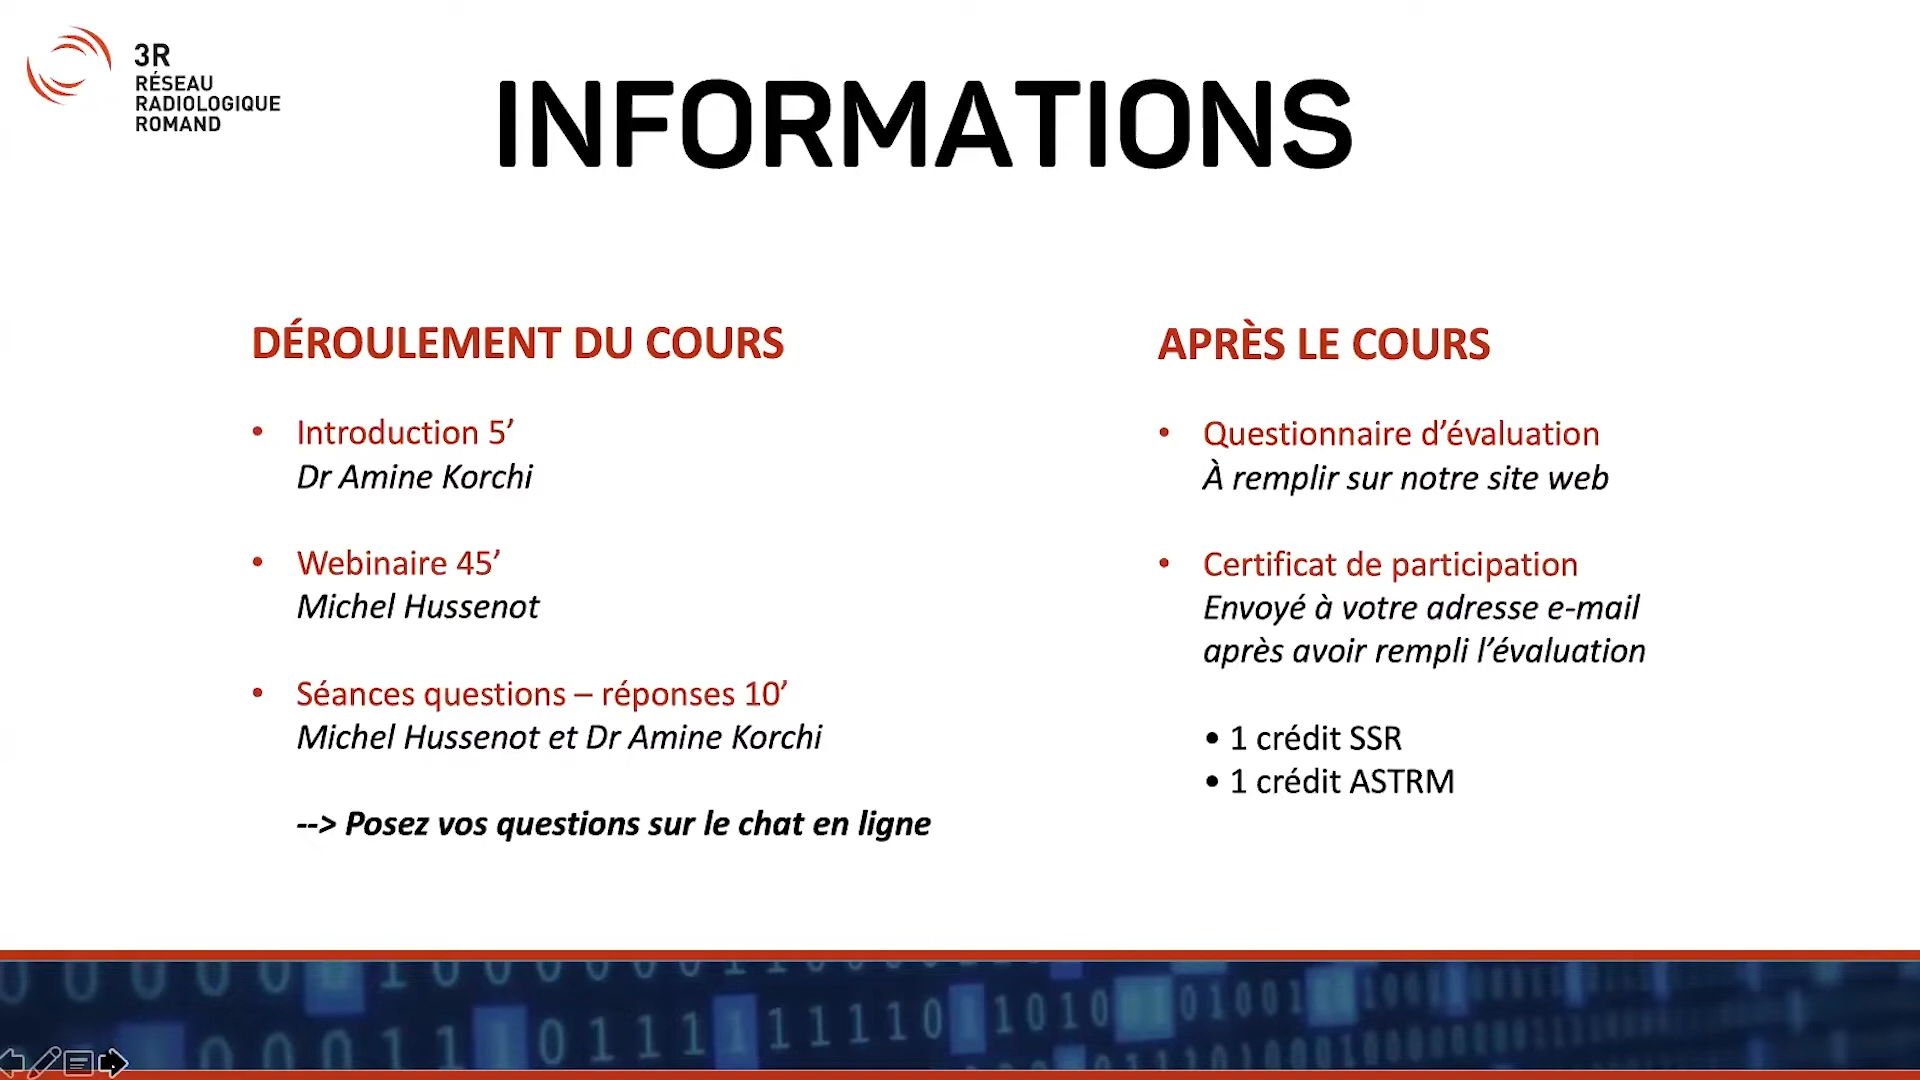 3R
RÉSEAU
RADIOLOGIQUE
ROMAND
INFORMATIONS
DÉROULEMENT DU COURS
• Introduction 5’
Dr Amine Korchi
• Webinaire 45’
Michel Hussenot
• Séances questions – réponses 10’
Michel Hussenot et Dr Amine Korchi
--> Posez vos questions sur le chat en ligne
APRÈS LE COURS
• Questionnaire d’évaluation
À remplir sur notre site web
• Certificat de participation
Envoyé à votre adresse e-mail
après avoir rempli l’évaluation
• 1 crédit SSR
• 1 crédit ASTRM